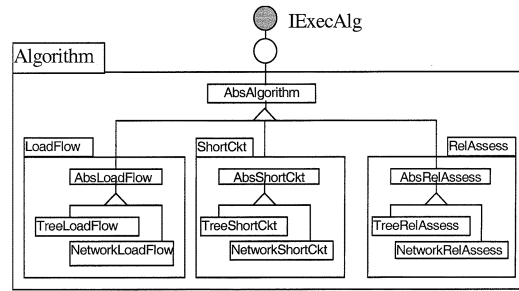 IExecAlg
Algorithm
AbsAlgorithm
LoadFlow
ShortCkt
RelAssess
AbsLoadFlow
AbsShortCkt
AbsRelAssess
TreeLoadFlow
TreeShortCkt
TreeRelAssess
NetworkLoadFlow
NetworkShortCkt
NetworkRelAssess